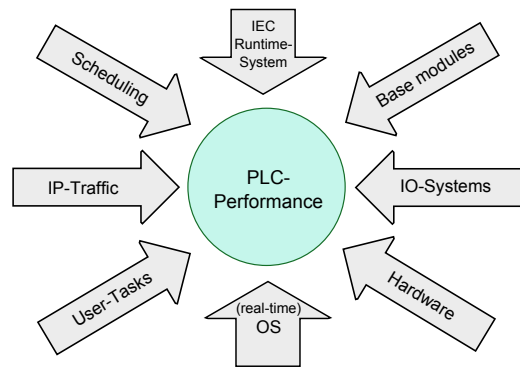 IEC
Runtime-
System
Scheduling
Base modules
IP-Traffic
PLC-
Performance
IO-Systems
User-Tasks
(real-time)
OS
Hardware